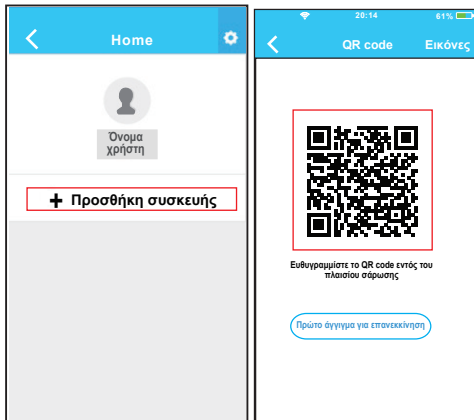 Home
Όνομα
χρήστη
+ Προσθήκη συσκευής
20:14
61%
QR code
Εικόνες
Ευθυγραμμίστε το QR code εντός του
πλαισίου σάρωσης
Πρώτο άγγιγμα για επανεκκίνηση